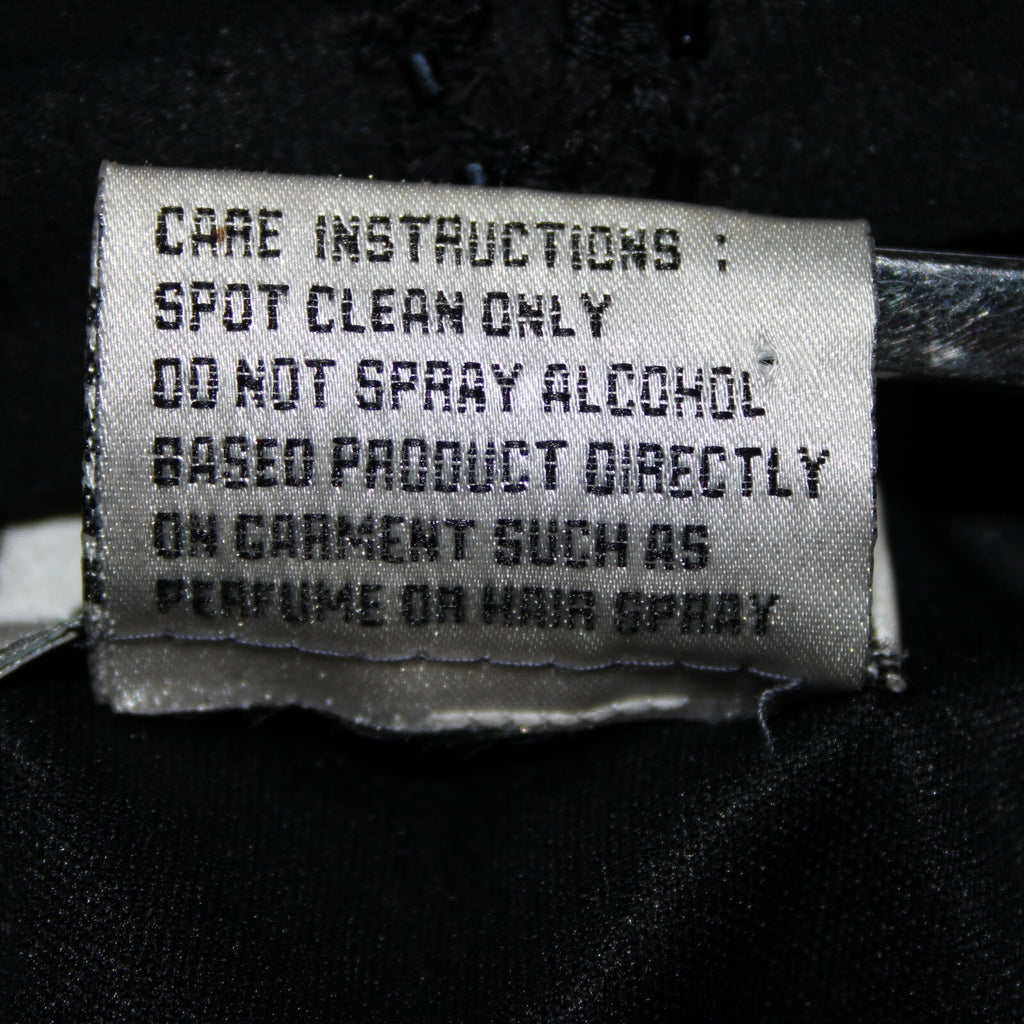 CARE INSTRUCTIONS :
SPOT CLEAN ONLY
DO NOT SPRAY ALCOHOL
BASED PRODUCT DIRECTLY
ON GARMENT SUCH AS
PERFUME OR HAIR SPRAY